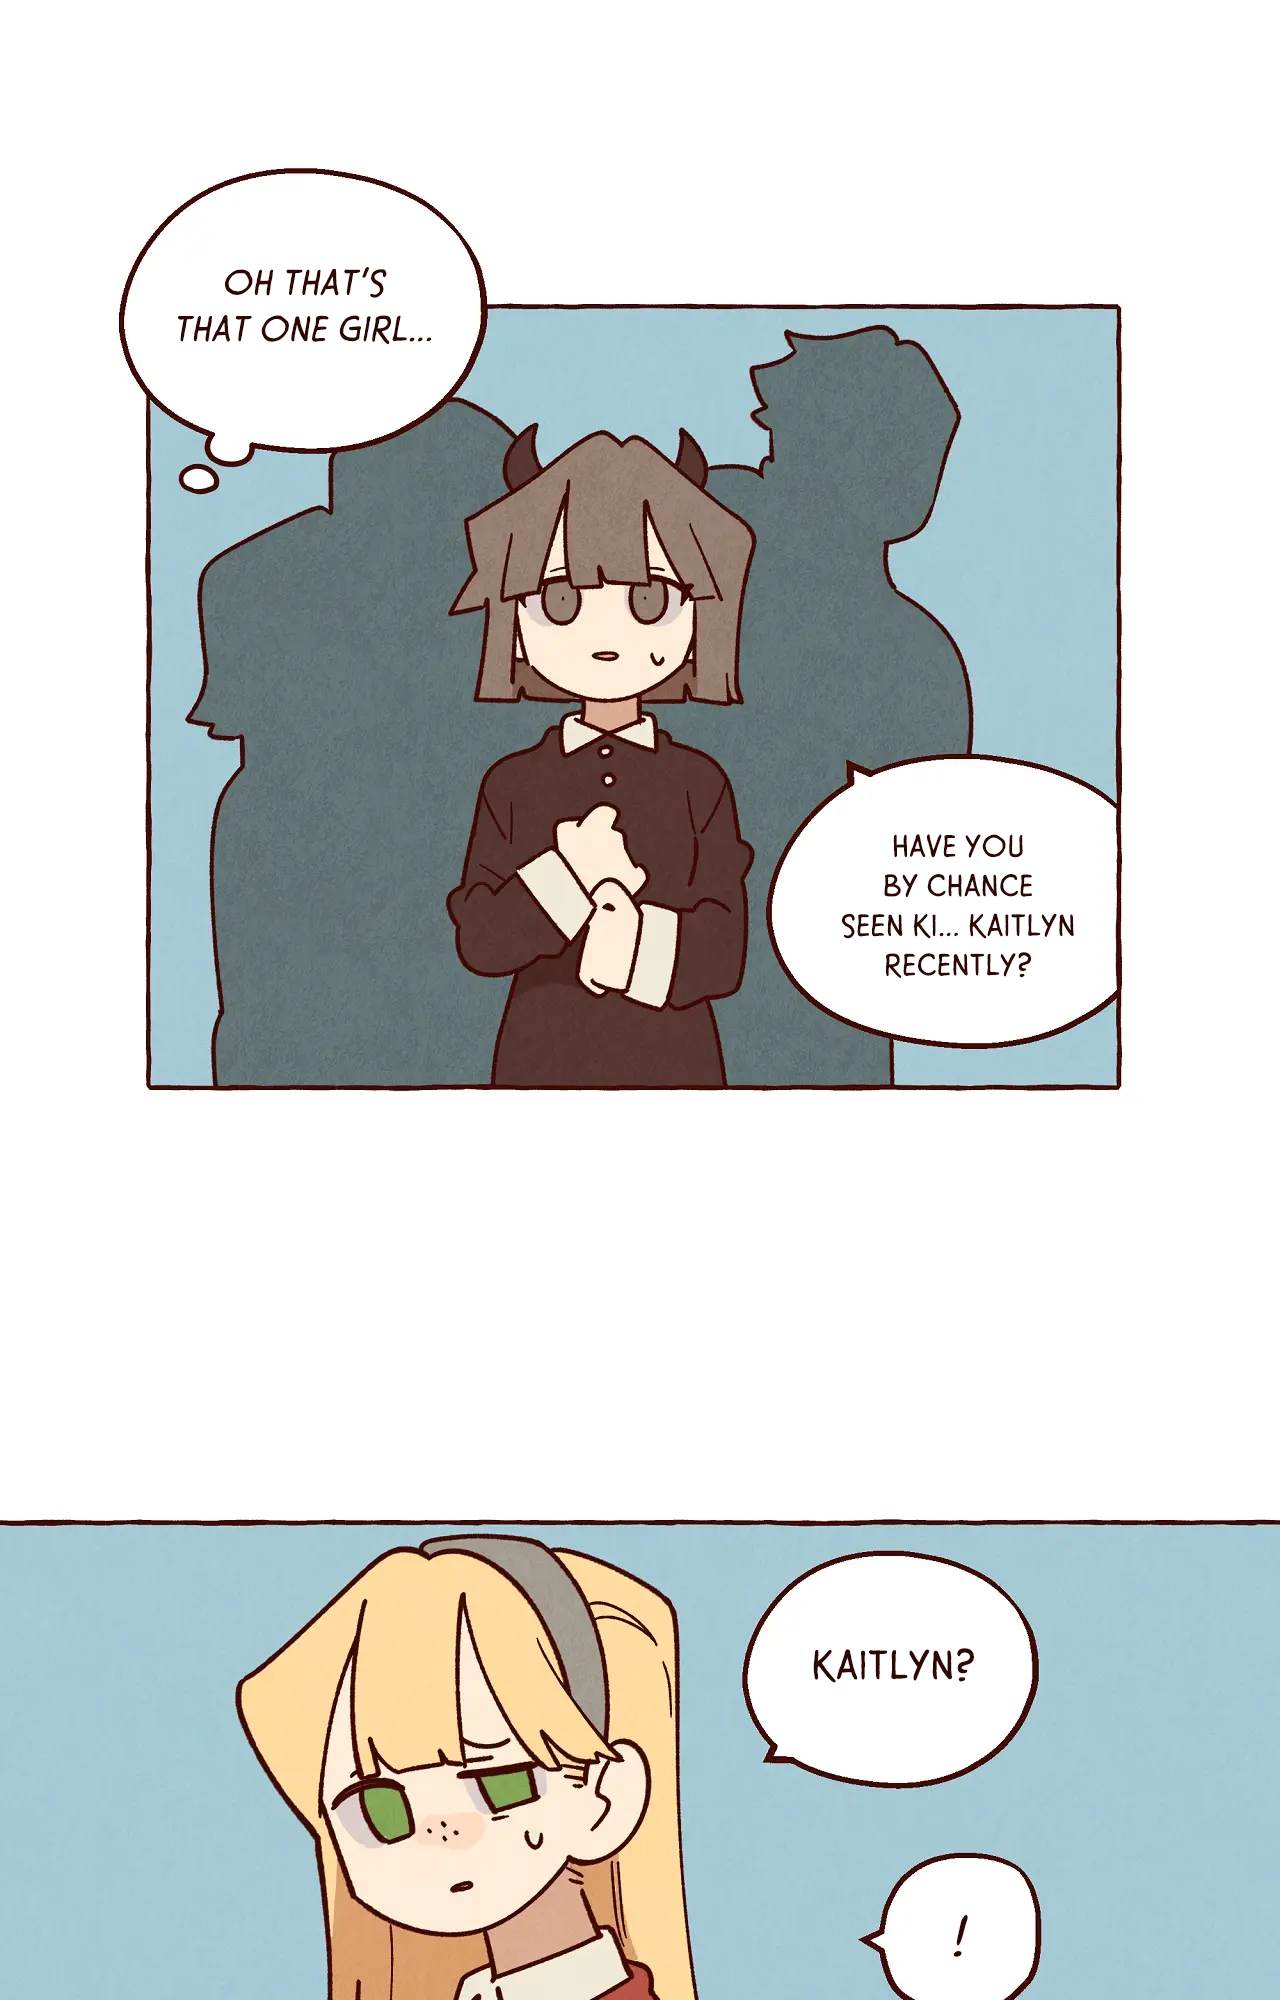 OH THAT'S
THAT ONE GIRL...
HAVE YOU
BY CHANCE
SEEN KI... KAITLYN
RECENTLY?
KAITLYN?
!